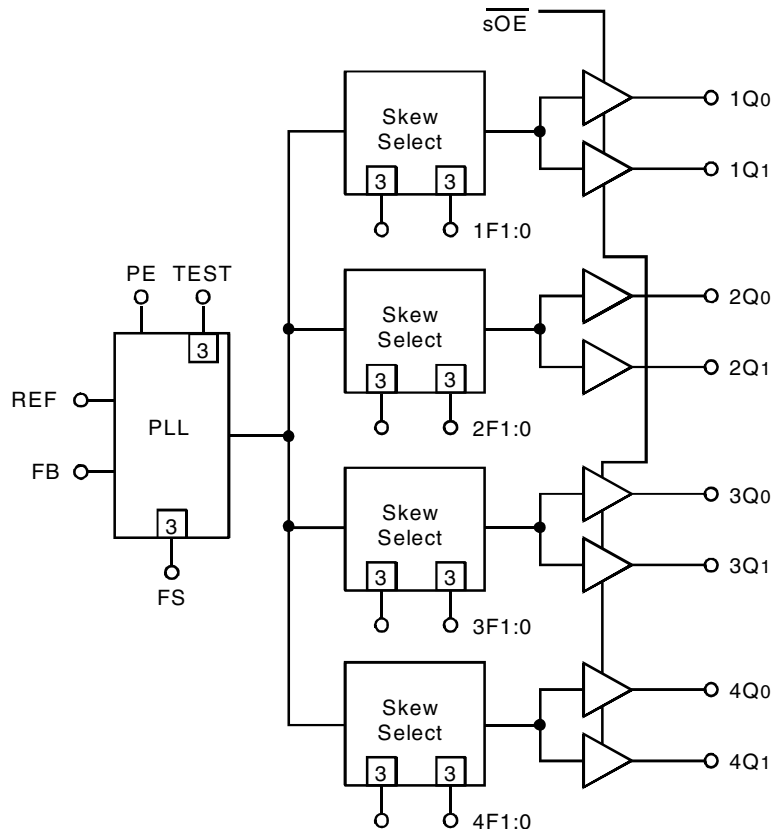 sOE
Skew
Select
3 3
1F1:0
1Q0
1Q1
PE TEST
3
REF
PLL
FB
3
FS
Skew
Select
3 3
2F1:0
2Q0
2Q1
Skew
Select
3 3
3F1:0
3Q0
3Q1
Skew
Select
3 3
4F1:0
4Q0
4Q1